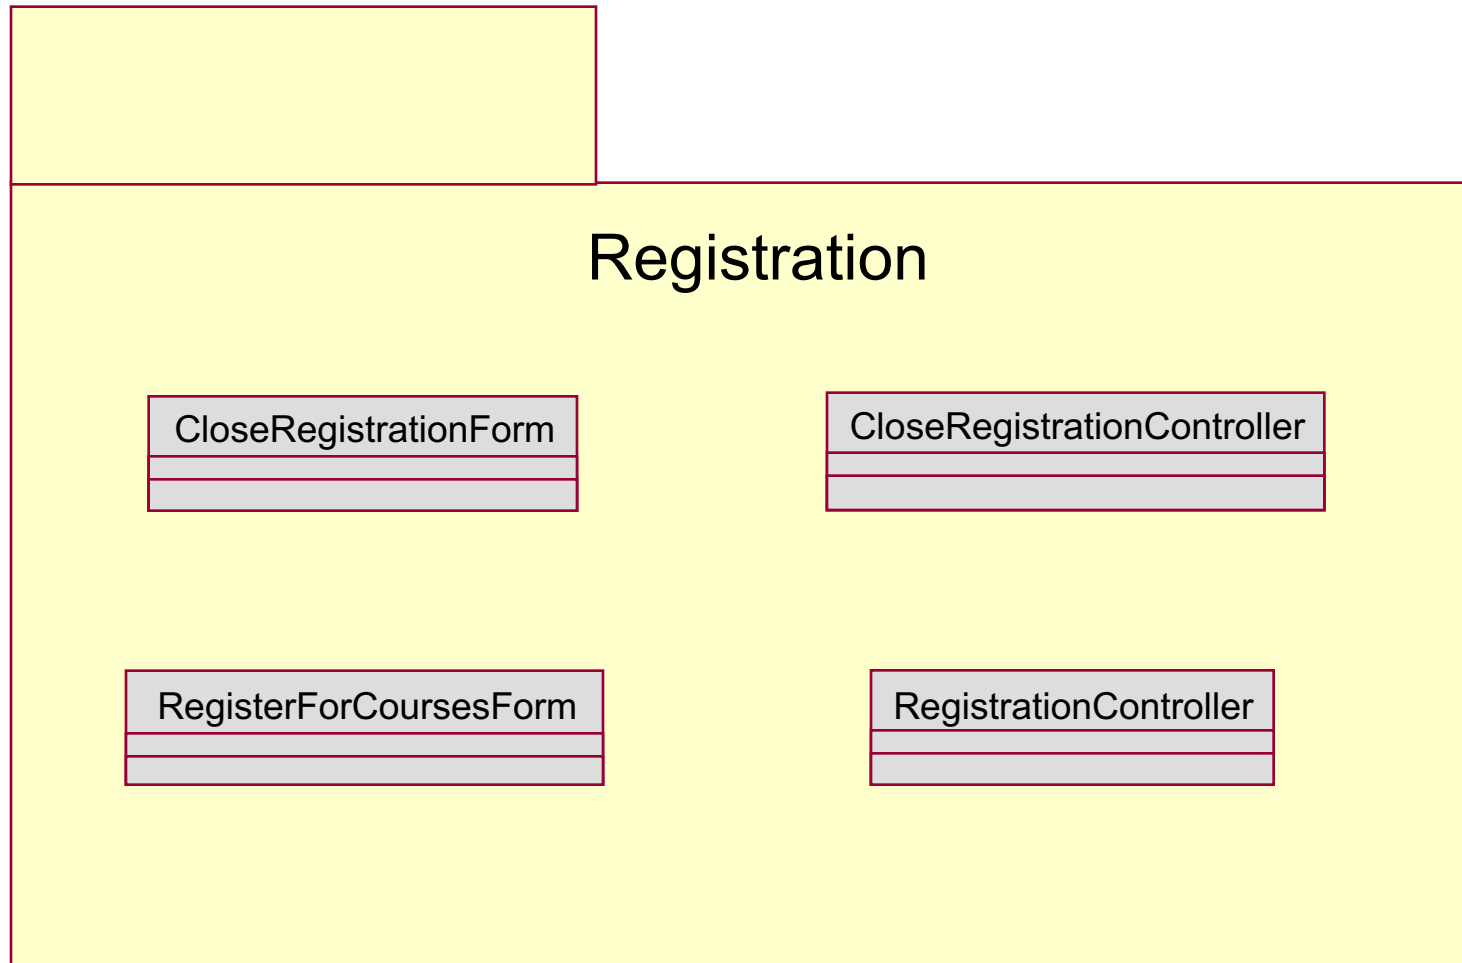 Registration
CloseRegistrationForm
CloseRegistrationController
RegisterForCoursesForm
RegistrationController